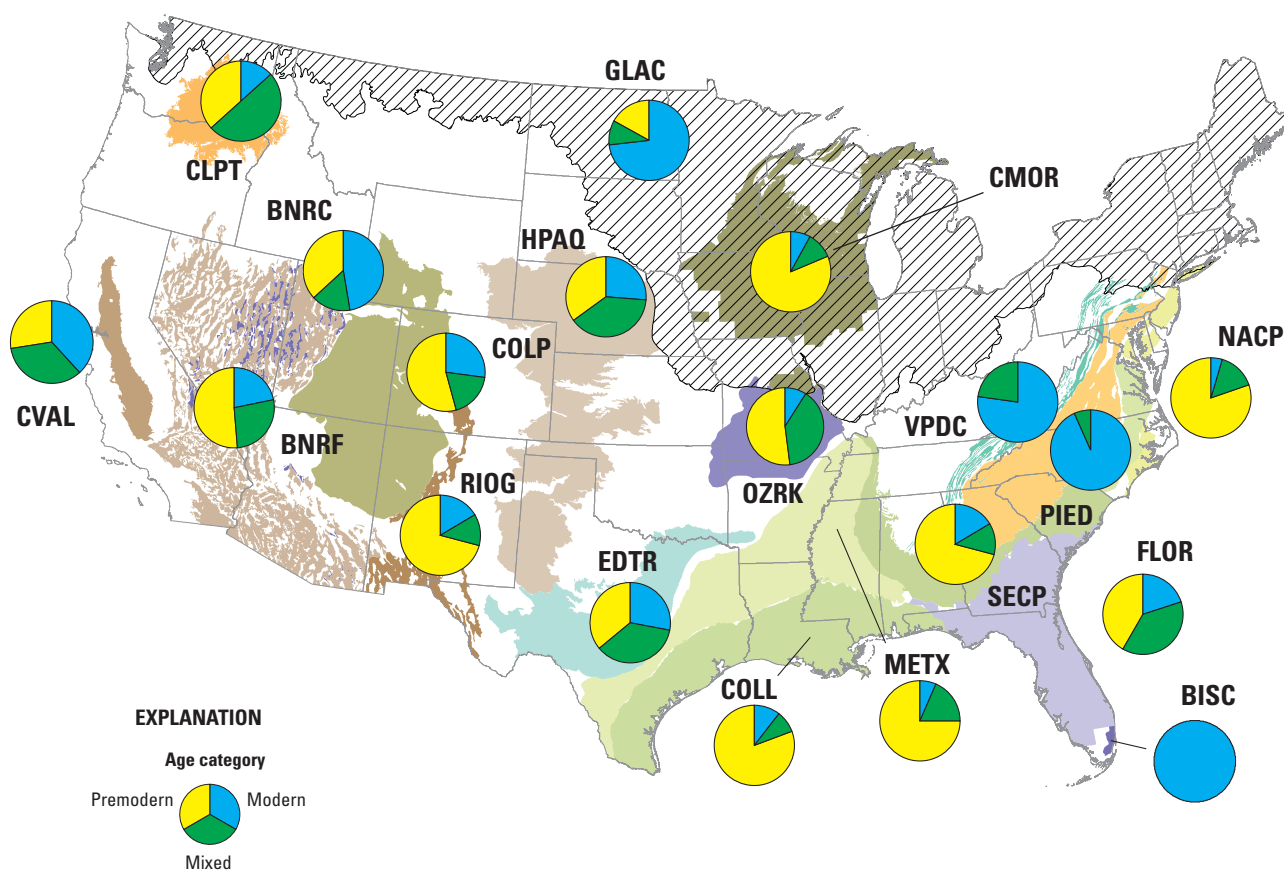 GLAC
CMOR
CLPT
BNRC
HPAQ
COLP
NACP
CVAL
BNRF
VPDC
OZRK
RIOG
PIED
EDTR
FLOR
SECP
METX
COLL
BISC
EXPLANATION
Age category
Premodern
Modern
Mixed